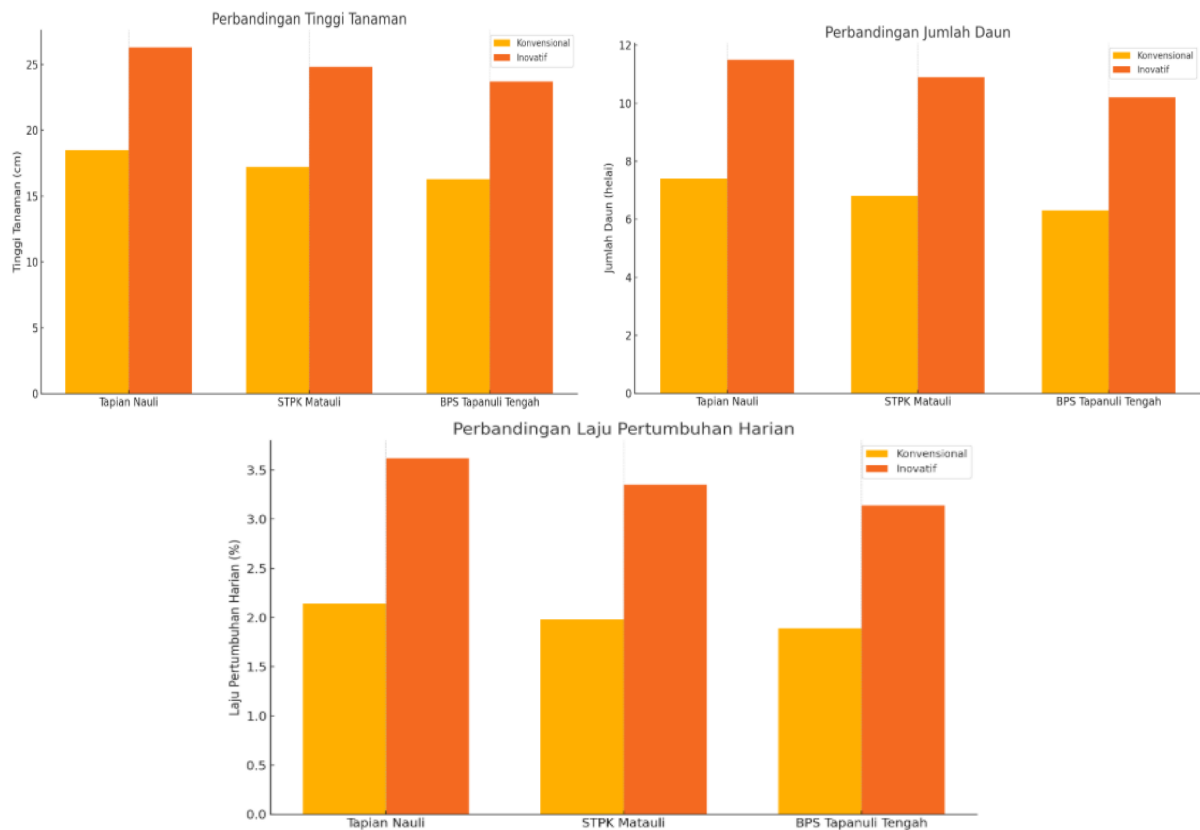 Perbandingan Tinggi Tanaman
Konvensional
Inovatif
Tinggi Tanaman (cm)
25
20
15
10
5
0
Tapian Nauli STPK Matauli BPS Tapanuli Tengah
Perbandingan Jumlah Daun
Konvensional
Inovatif
Jumlah Daun (helai)
12
10
8
6
4
2
0
Tapian Nauli STPK Matauli BPS Tapanuli Tengah
Perbandingan Laju Pertumbuhan Harian
Konvensional
Inovatif
Laju Pertumbuhan Harian (%)
3.5
3.0
2.5
2.0
1.5
1.0
0.5
0.0
Tapian Nauli STPK Matauli BPS Tapanuli Tengah